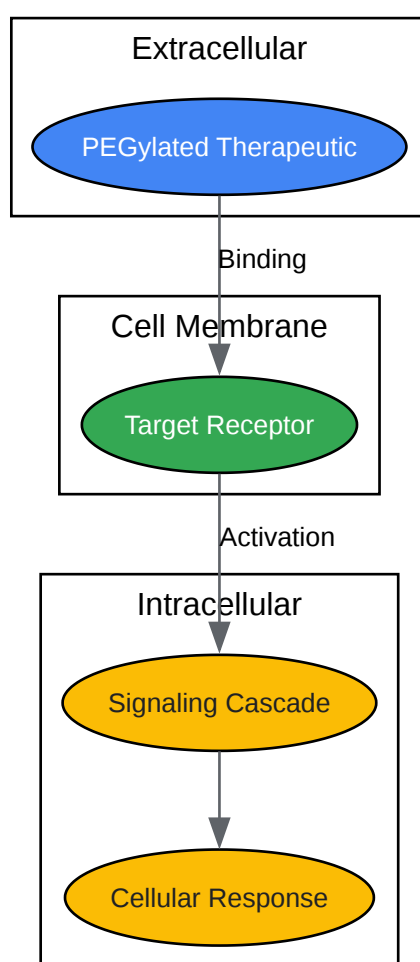 Extracellular
PEGylated Therapeutic
Binding
Cell Membrane
Target Receptor
Activation
Intracellular
Signaling Cascade
Cellular Response